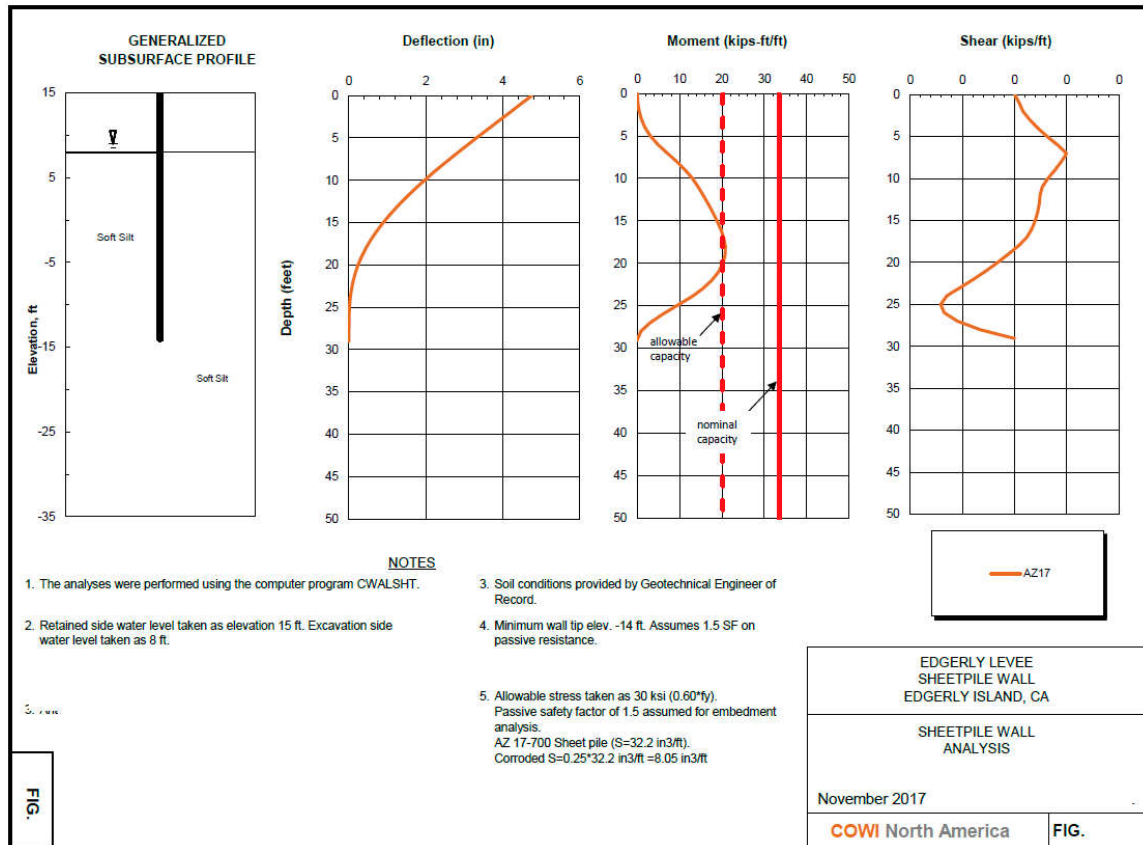 GENERALIZED
SUBSURFACE PROFILE
Elevation, ft
15
5
-5
-15
-25
-35
Soft Silt
Soft Silt
Deflection (in)
0 2 4 6
Depth (feet)
0
5
10
15
20
25
30
35
40
45
50
Moment (kips-ft/ft)
0 10 20 30 40 50
0
5
10
15
20
25
30
35
40
45
50
allowable
capacity
nominal
capacity
Shear (kips/ft)
0 0 0 0 0
0
5
10
15
20
25
30
35
40
45
50
AZ17
NOTES
1. The analyses were performed using the computer program CWALSHT.
2. Retained side water level taken as elevation 15 ft. Excavation side
water level taken as 8 ft.
3. Soil conditions provided by Geotechnical Engineer of
Record.
4. Minimum wall tip elev. -14 ft. Assumes 1.5 SF on
passive resistance.
5. Allowable stress taken as 30 ksi (0.60*fy).
Passive safety factor of 1.5 assumed for embedment
analysis.
AZ 17-700 Sheet pile (S=32.2 in3/ft).
Corroded S=0.25*32.2 in3/ft =8.05 in3/ft
EDGERLY LEVEE
SHEETPILE WALL
EDGERLY ISLAND, CA
SHEETPILE WALL
ANALYSIS
November 2017
COWI North America
FIG.
FIG.